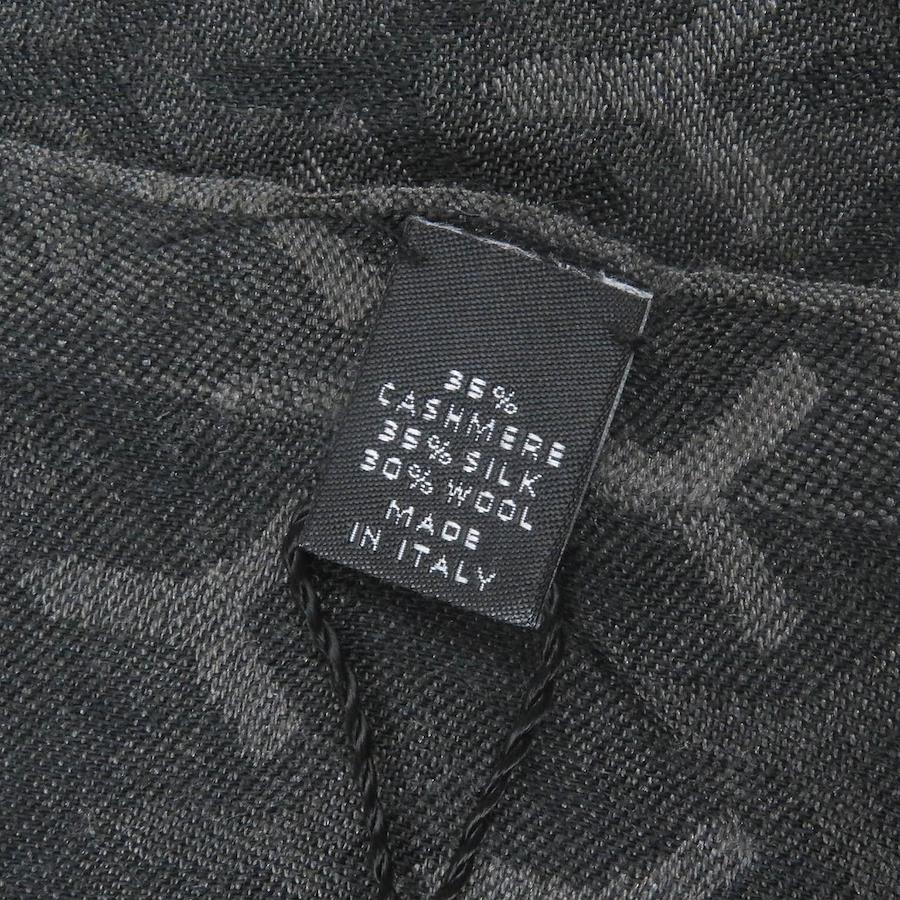 35%
CASHMERE
35% SILK
30% WOOL
MADE
IN ITALY